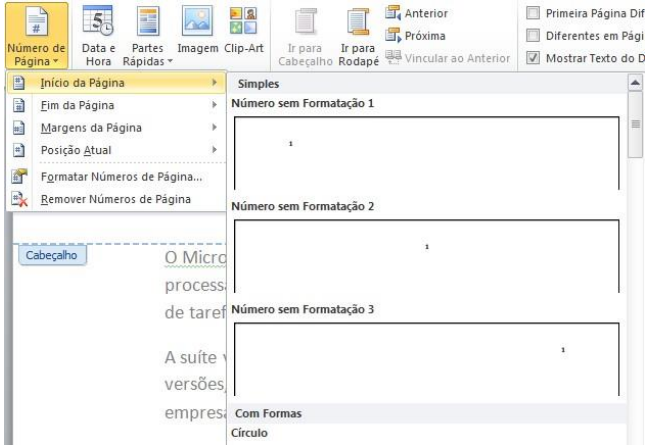 Número de Página
Data e Hora
Partes Rápidas
Imagem
Clip-Art
Ir para Cabeçalho
Ir para Rodapé
Anterior
Próxima
Vincular ao Anterior
Primeira Página Dif
Diferentes em Pági
Mostrar Texto do D
Início da Página
Fim da Página
Margens da Página
Posição Atual
Formatar Números de Página...
Remover Números de Página
Simples
Número sem Formatação 1
1
Número sem Formatação 2
1
Número sem Formatação 3
1
Com Formas
Círculo
Cabeçalho
O Micro
processa
de taref
A suíte v
versões,
empresa